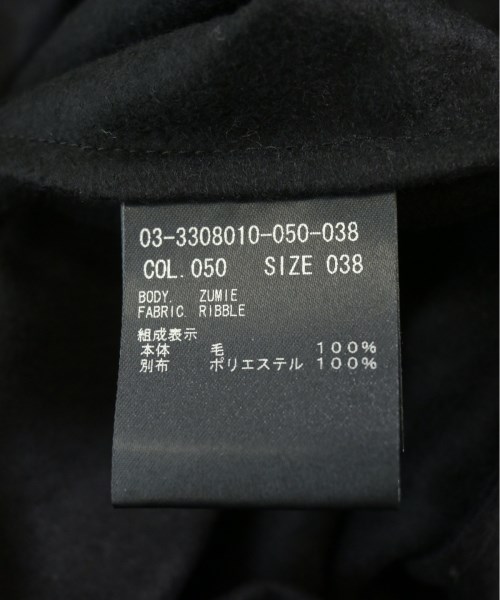 03-3308010-050-038
COL. 050 SIZE 038
BODY. ZUMIE
FABRIC. RIBBLE
組成表示
本体 毛 100%
別布 ポリエステル 100%